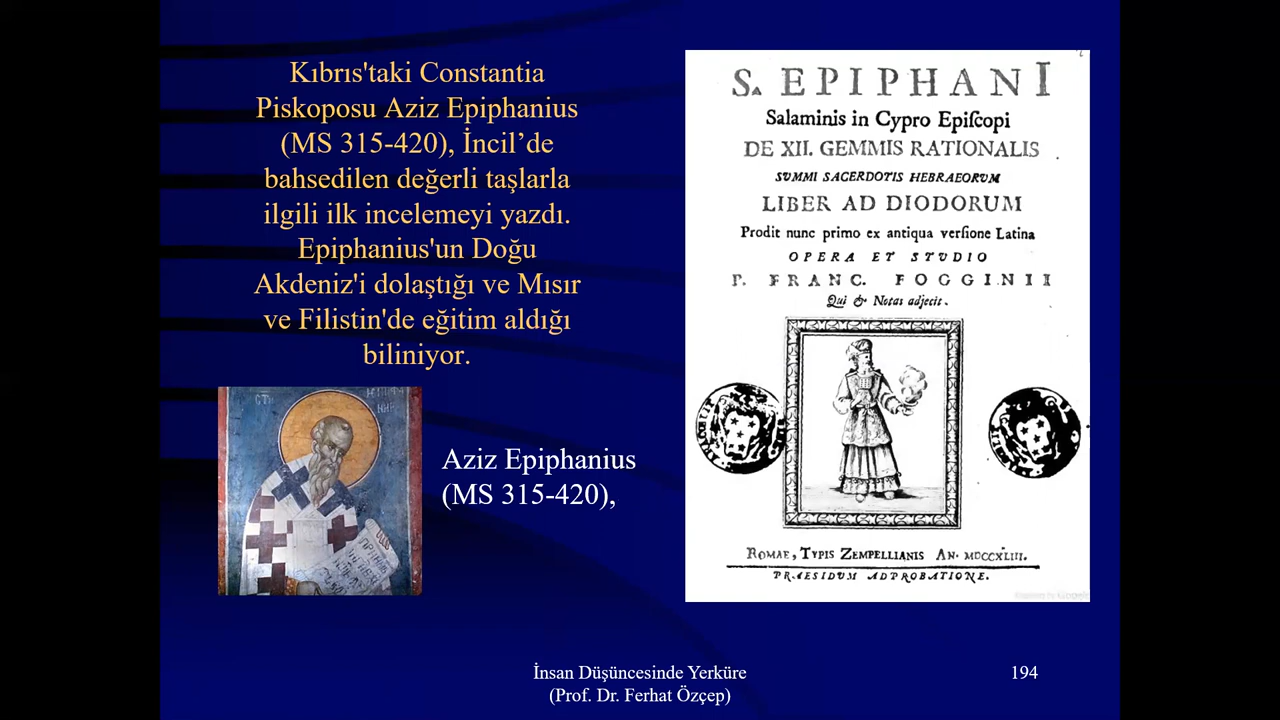 Kıbrıs'taki Constantia
Piskoposu Aziz Epiphanius
(MS 315-420), İncil’de
bahsedilen değerli taşlarla
ilgili ilk incelemeyi yazdı.
Epiphanius'un Doğu
Akdeniz'i dolaştığı ve Mısır
ve Filistin'de eğitim aldığı
biliniyor.
Aziz Epiphanius
(MS 315-420),
S. EPIPHANI
Salaminis in Cypro Epiſcopi
DE XII. GEMMIS RATIONALIS
SVMMI SACERDOTIS HEBRAEORVM
LIBER AD DIODORUM
Prodit nunc primo ex antiqua verſione Latina
OPERA ET STVDIO
P. FRANC. FOGGINII
Qui & Notas adjecit.
ROMAE, TYPIS ZEMPELLIANIS AN. MDCCXLIII.
PRÆSIDVM ADPROBATIONE.
İnsan Düşüncesinde Yerküre
(Prof. Dr. Ferhat Özçep)
194